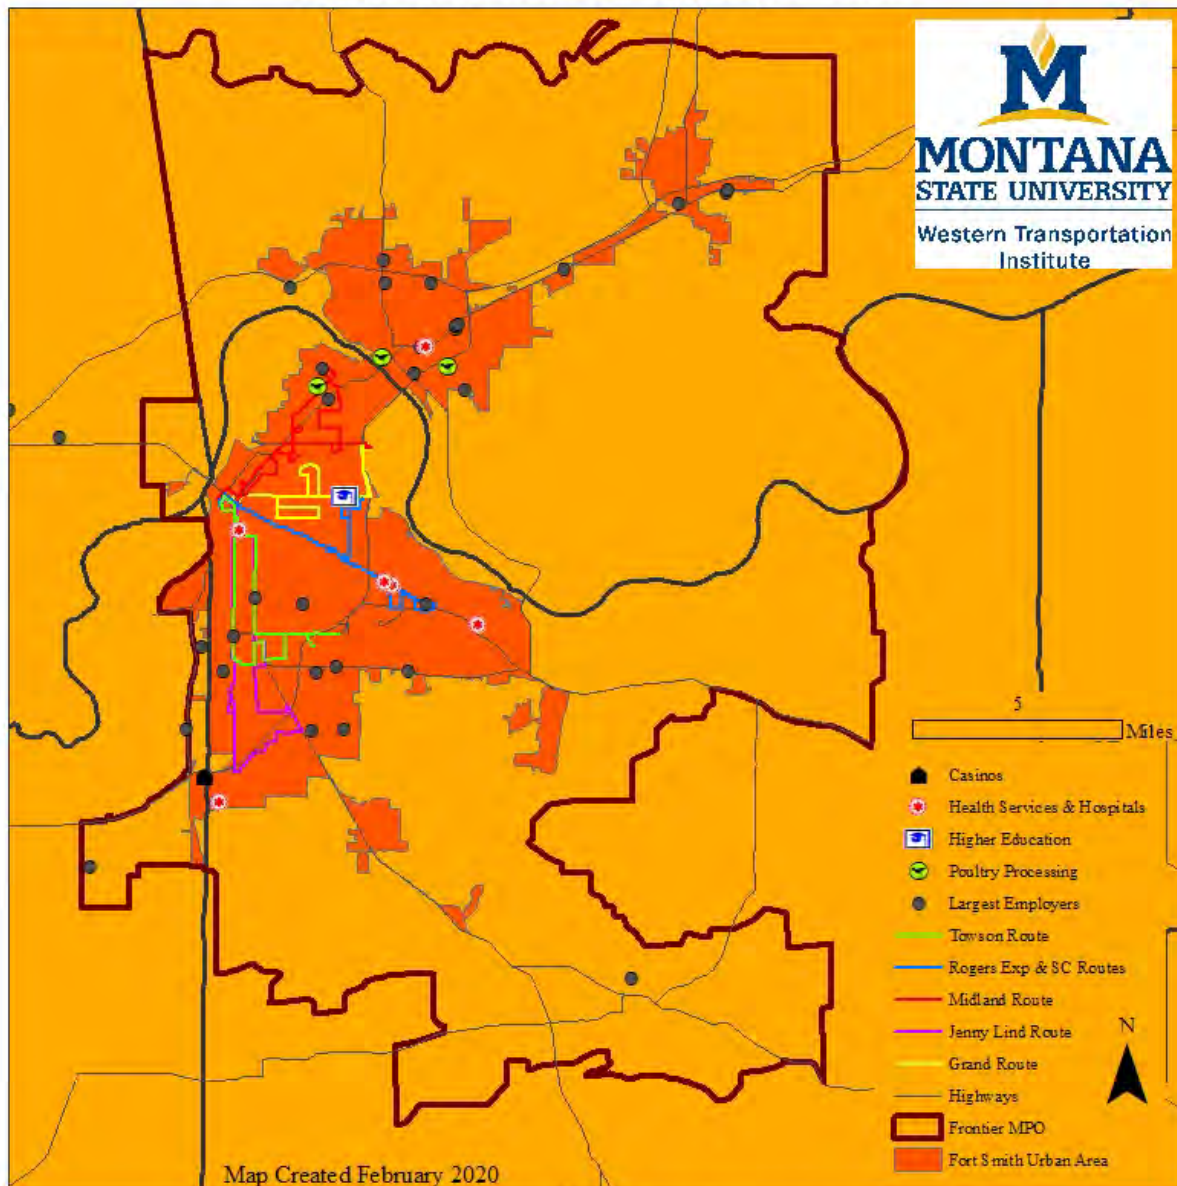 M
MONTANA
STATE UNIVERSITY
Western Transportation
Institute
5
Miles
Casinos
Health Services & Hospitals
Higher Education
Poultry Processing
Largest Employers
Towson Route
Rogers Exp & SC Routes
Midland Route
Jenny Lind Route
Grand Route
Highways
Frontier MPO
Fort Smith Urban Area
N
Map Created February 2020